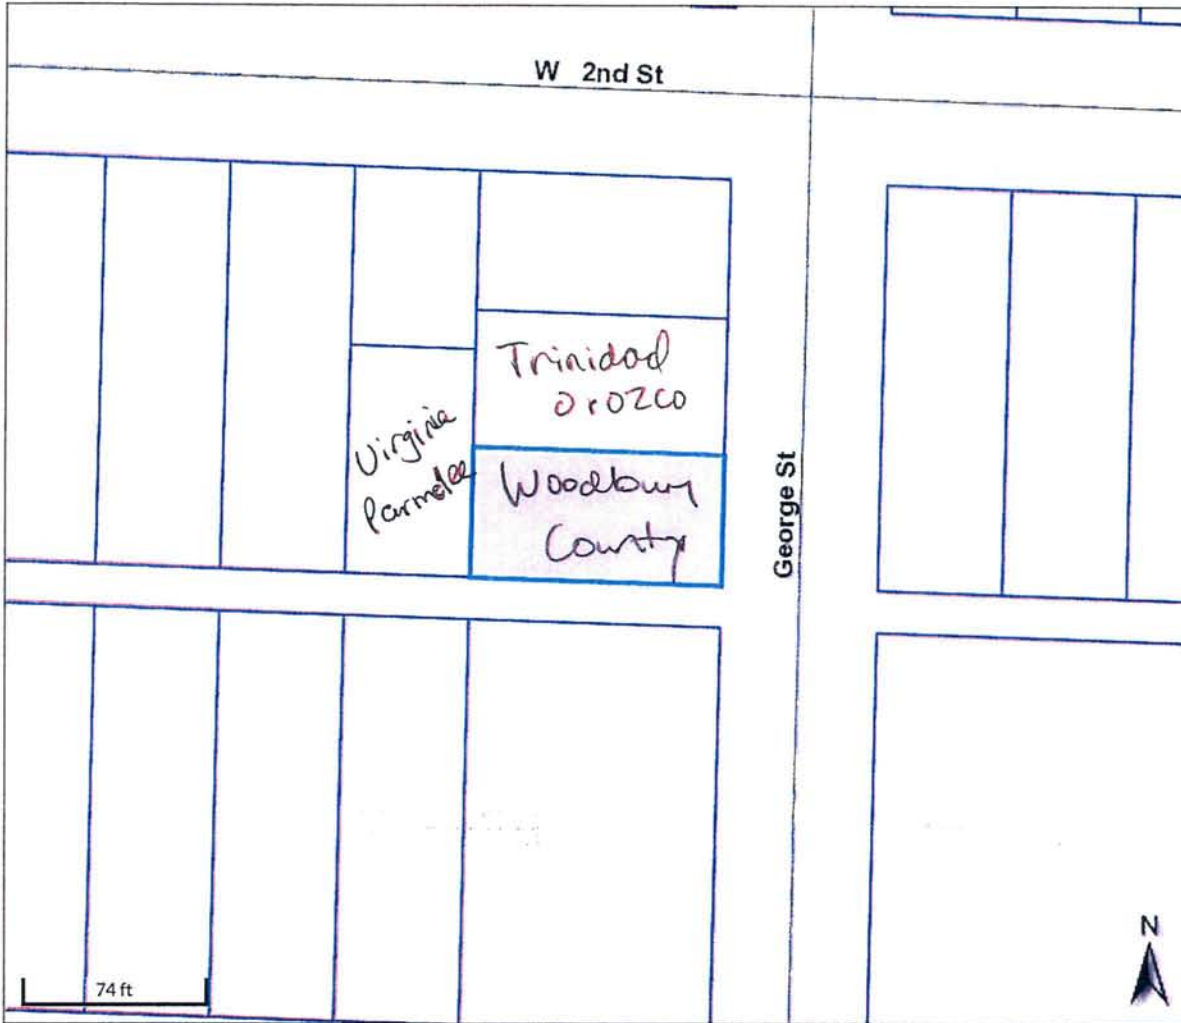 W 2nd St
Trinidad
Orozco
Virginia
Parmelee
Woodbury
County
George St
N
74 ft